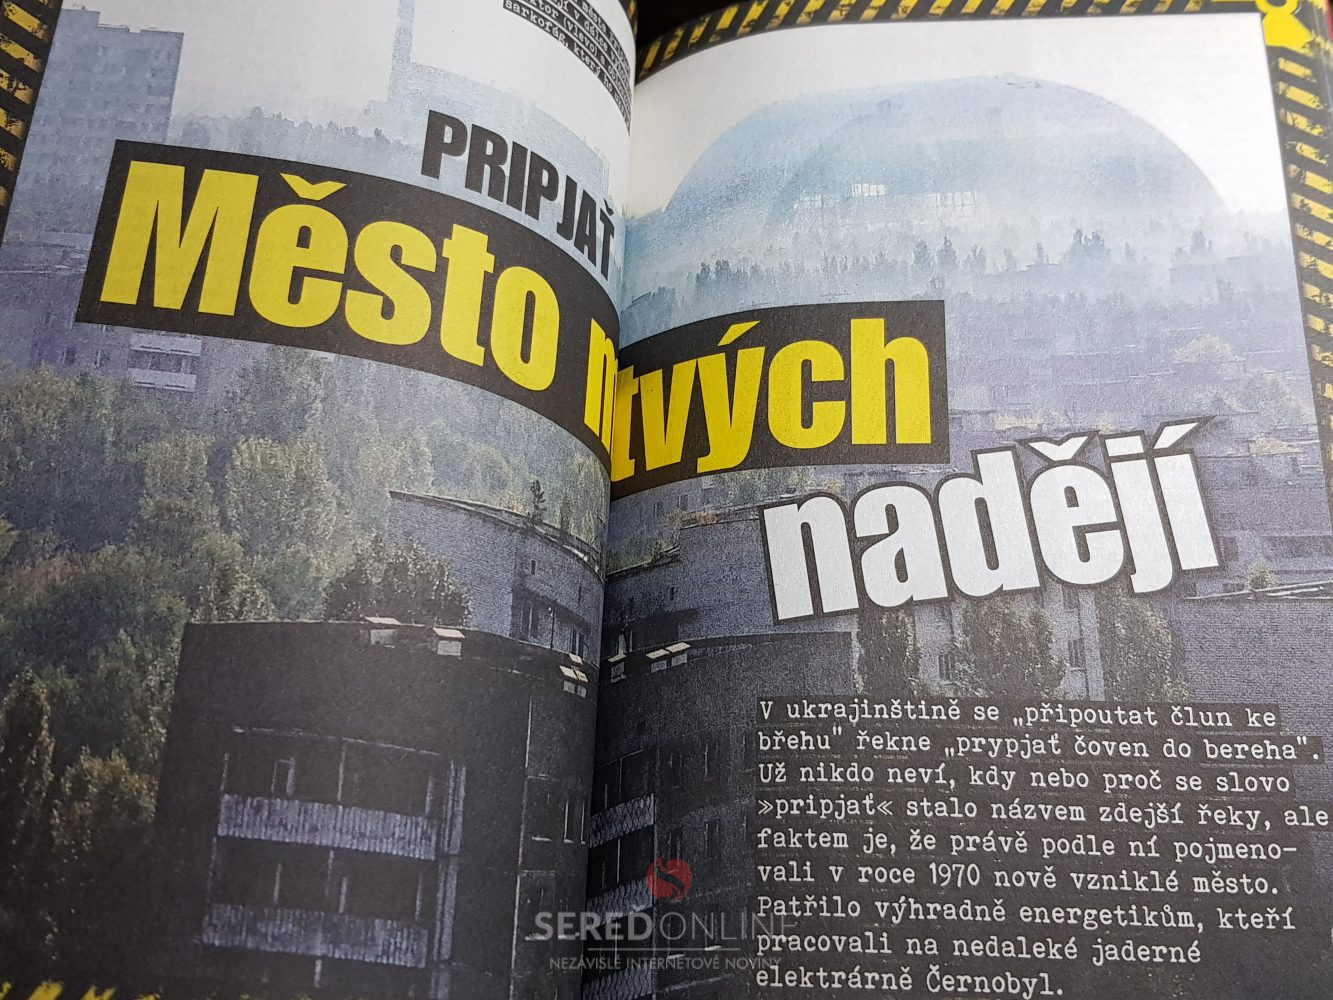 PRIPJAŤ
Město m tvých
nadějí
V ukrajinštině se „připoutat člun ke
břehu" řekne „prypjať čoven do bereha".
Už nikdo neví, kdy nebo proč se slovo
»pripjať« stalo názvem zdejší řeky, ale
faktem je, že právě podle ní pojmeno-
vali v roce 1970 nově vzniklé město.
Patřilo výhradně energetikům, kteří
pracovali na nedaleké jaderné
elektrárně Černobyl.
SEREĎONLINE
NEZÁVISLÉ INTERNETOVÉ NOVINY